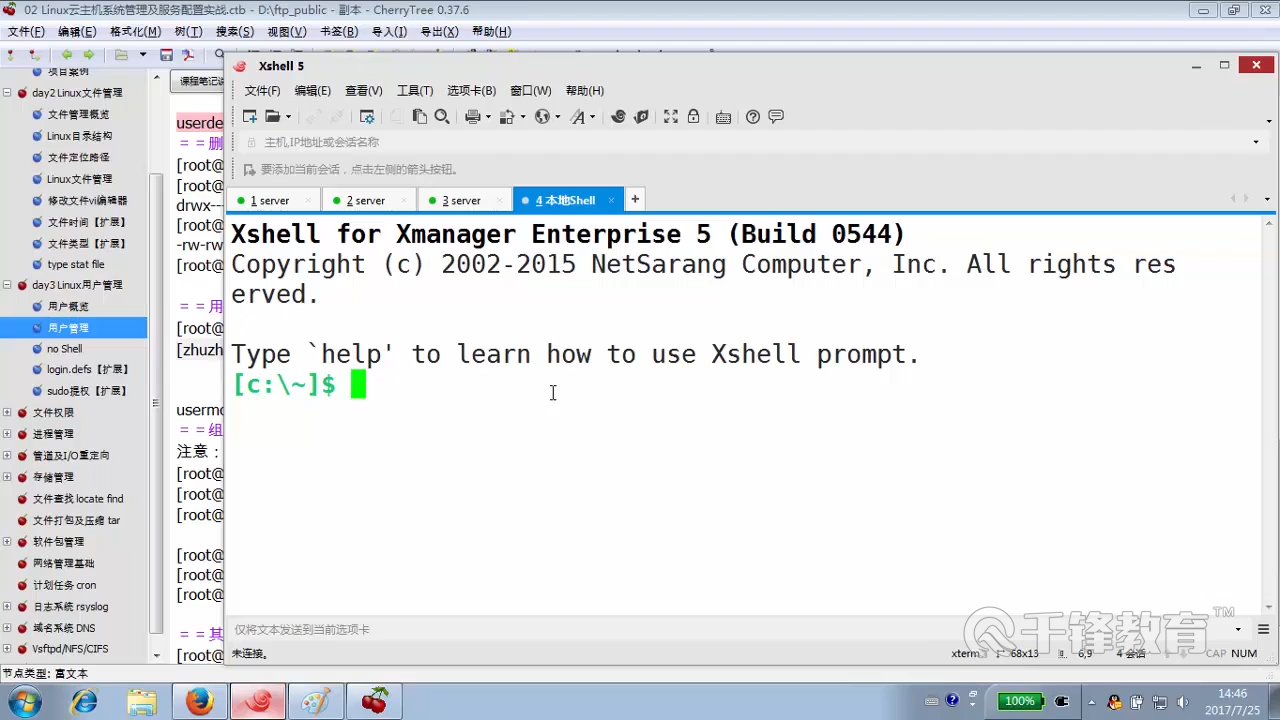 02 Linux云主机系统管理及服务配置实战.ctb - D:\ftp_public - 副本 - CherryTree 0.37.6
文件(F) 编辑(E) 格式化(M) 树(T) 搜索(S) 视图(V) 书签(B) 导入(I) 导出(X) 帮助(H)
项目案例
day2 Linux文件管理
文件管理概览
Linux目录结构
文件定位路径
Linux文件管理
修改文件vi编辑器
文件时间【扩展】
文件类型【扩展】
type stat file
day3 Linux用户管理
用户概览
用户管理
no Shell
login.defs【扩展】
sudo提权【扩展】
文件权限
进程管理
管道及I/O重定向
存储管理
文件查找 locate find
文件打包及压缩 tar
软件包管理
网络管理基础
计划任务 cron
日志系统 rsyslog
域名系统 DNS
Vsftpd/NFS/CIFS
节点类型: 富文本
课程笔记
userde
==删
[root@
[root@
drwx--
[root@
-rw-rw
[root@
==用
[root@
[zhuzh
usermo
==组
注意：
[root@
[root@
[root@
[root@
[root@
[root@
==其
[root@
Xshell 5
文件(F) 编辑(E) 查看(V) 工具(T) 选项卡(B) 窗口(W) 帮助(H)
主机,IP地址或会话名称
要添加当前会话，点击左侧的箭头按钮。
1 server × 2 server × 3 server × 4 本地Shell × +
Xshell for Xmanager Enterprise 5 (Build 0544)
Copyright (c) 2002-2015 NetSarang Computer, Inc. All rights res
erved.
Type `help' to learn how to use Xshell prompt.
[c:\~]$
仅将文本发送到当前选项卡
未连接。 xterm 68x13 6,9 4 会话 CAP NUM
千锋教育™
100% 14:46
2017/7/25